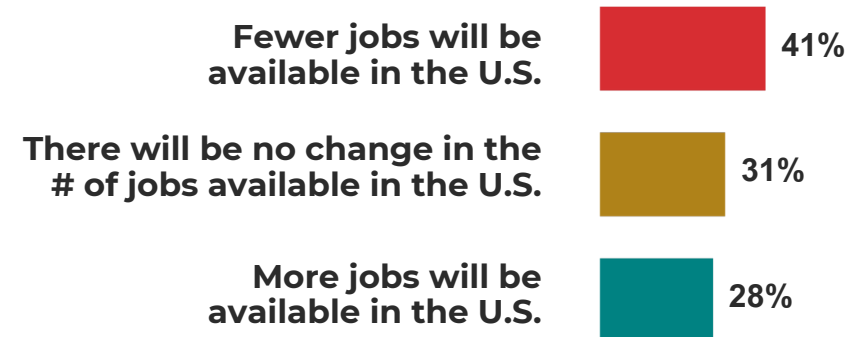 Fewer jobs will be
available in the U.S.
41%
There will be no change in the
# of jobs available in the U.S.
31%
More jobs will be
available in the U.S.
28%